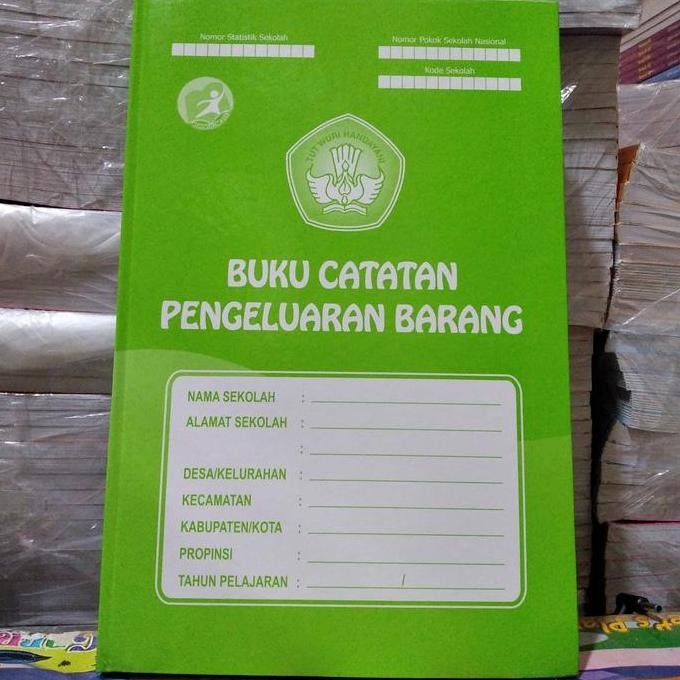 Nomor Statistik Sekolah
Nomor Pokok Sekolah Nasional
Kode Sekolah
TUT WURI HANDAYANI
BUKU CATATAN
PENGELUARAN BARANG
NAMA SEKOLAH :
ALAMAT SEKOLAH :
:
DESA/KELURAHAN :
KECAMATAN :
KABUPATEN/KOTA :
PROPINSI :
TAHUN PELAJARAN : /